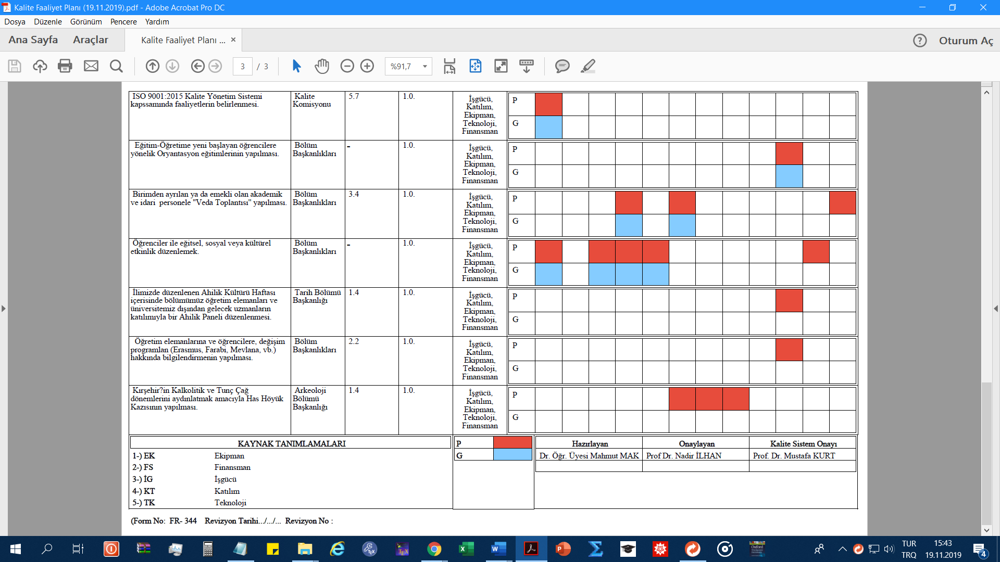 Kalite Faaliyet Planı (19.11.2019).pdf - Adobe Acrobat Pro DC
Dosya Düzenle Görünüm Pencere Yardım
Ana Sayfa Araçlar
Kalite Faaliyet Planı ... ×
Oturum Aç
3 / 3
%91,7
ISO 9001:2015 Kalite Yönetim Sistemi
kapssamında faaliyetlerin belirlenmesi.
Kalite
Komisyonu
5.7
1.0.
İşgücü,
Katılım,
Ekipman,
Teknoloji,
Finansman
P
G
Eğitim-Öğretime yeni başlayan öğrencilere
yönelik Oryantasyon eğitimlerinin yapılması.
Bölüm
Başkanlıkları
-
1.0.
İşgücü,
Katılım,
Ekipman,
Teknoloji,
Finansman
P
G
Birimden ayrılan ya da emekli olan akademik
ve idari personele "Veda Toplantısı" yapılması.
Bölüm
Başkanlıkları
3.4
1.0.
İşgücü,
Katılım,
Ekipman,
Teknoloji,
Finansman
P
G
Öğrenciler ile eğitsel, sosyal veya kültürel
etkinlik düzenlemek.
Bölüm
Başkanlıkları
-
1.0.
İşgücü,
Katılım,
Ekipman,
Teknoloji,
Finansman
P
G
İlimizde düzenlenen Ahilik Kültürü Haftası
içerisinde bölümümüz öğretim elemanları ve
üniversitemiz dışından gelecek uzmanların
katılımıyla bir Ahilik Paneli düzenlenmesi.
Tarih Bölümü
Başkanlığı
1.4
1.0.
İşgücü,
Katılım,
Ekipman,
Teknoloji,
Finansman
P
G
Öğretim elemanlarına ve öğrencilere, değişim
programları (Erasmus, Farabi, Mevlana, vb.)
hakkında bilgilendirmenin yapılması.
Bölüm
Başkanlıkları
2.2
1.0.
İşgücü,
Katılım,
Ekipman,
Teknoloji,
Finansman
P
G
Kırşehir?in Kalkolitik ve Tunç Çağ
dönemlerini aydınlatmak amacıyla Has Höyük
Kazısının yapılması.
Arkeoloji
Bölümü
Başkanlığı
1.4
1.0.
İşgücü,
Katılım,
Ekipman,
Teknoloji,
Finansman
P
G
KAYNAK TANIMLAMALARI
1-) EK Ekipman
2-) FS Finansman
3-) İG İşgücü
4-) KT Katılım
5-) TK Teknoloji
P
G
Hazırlayan Onaylayan Kalite Sistem Onayı
Dr. Öğr. Üyesi Mahmut MAK Prof Dr. Nadir İLHAN Prof. Dr. Mustafa KURT
(Form No: FR- 344 Revizyon Tarihi.../.../... Revizyon No :
TUR
TRQ
15:43
19.11.2019
4